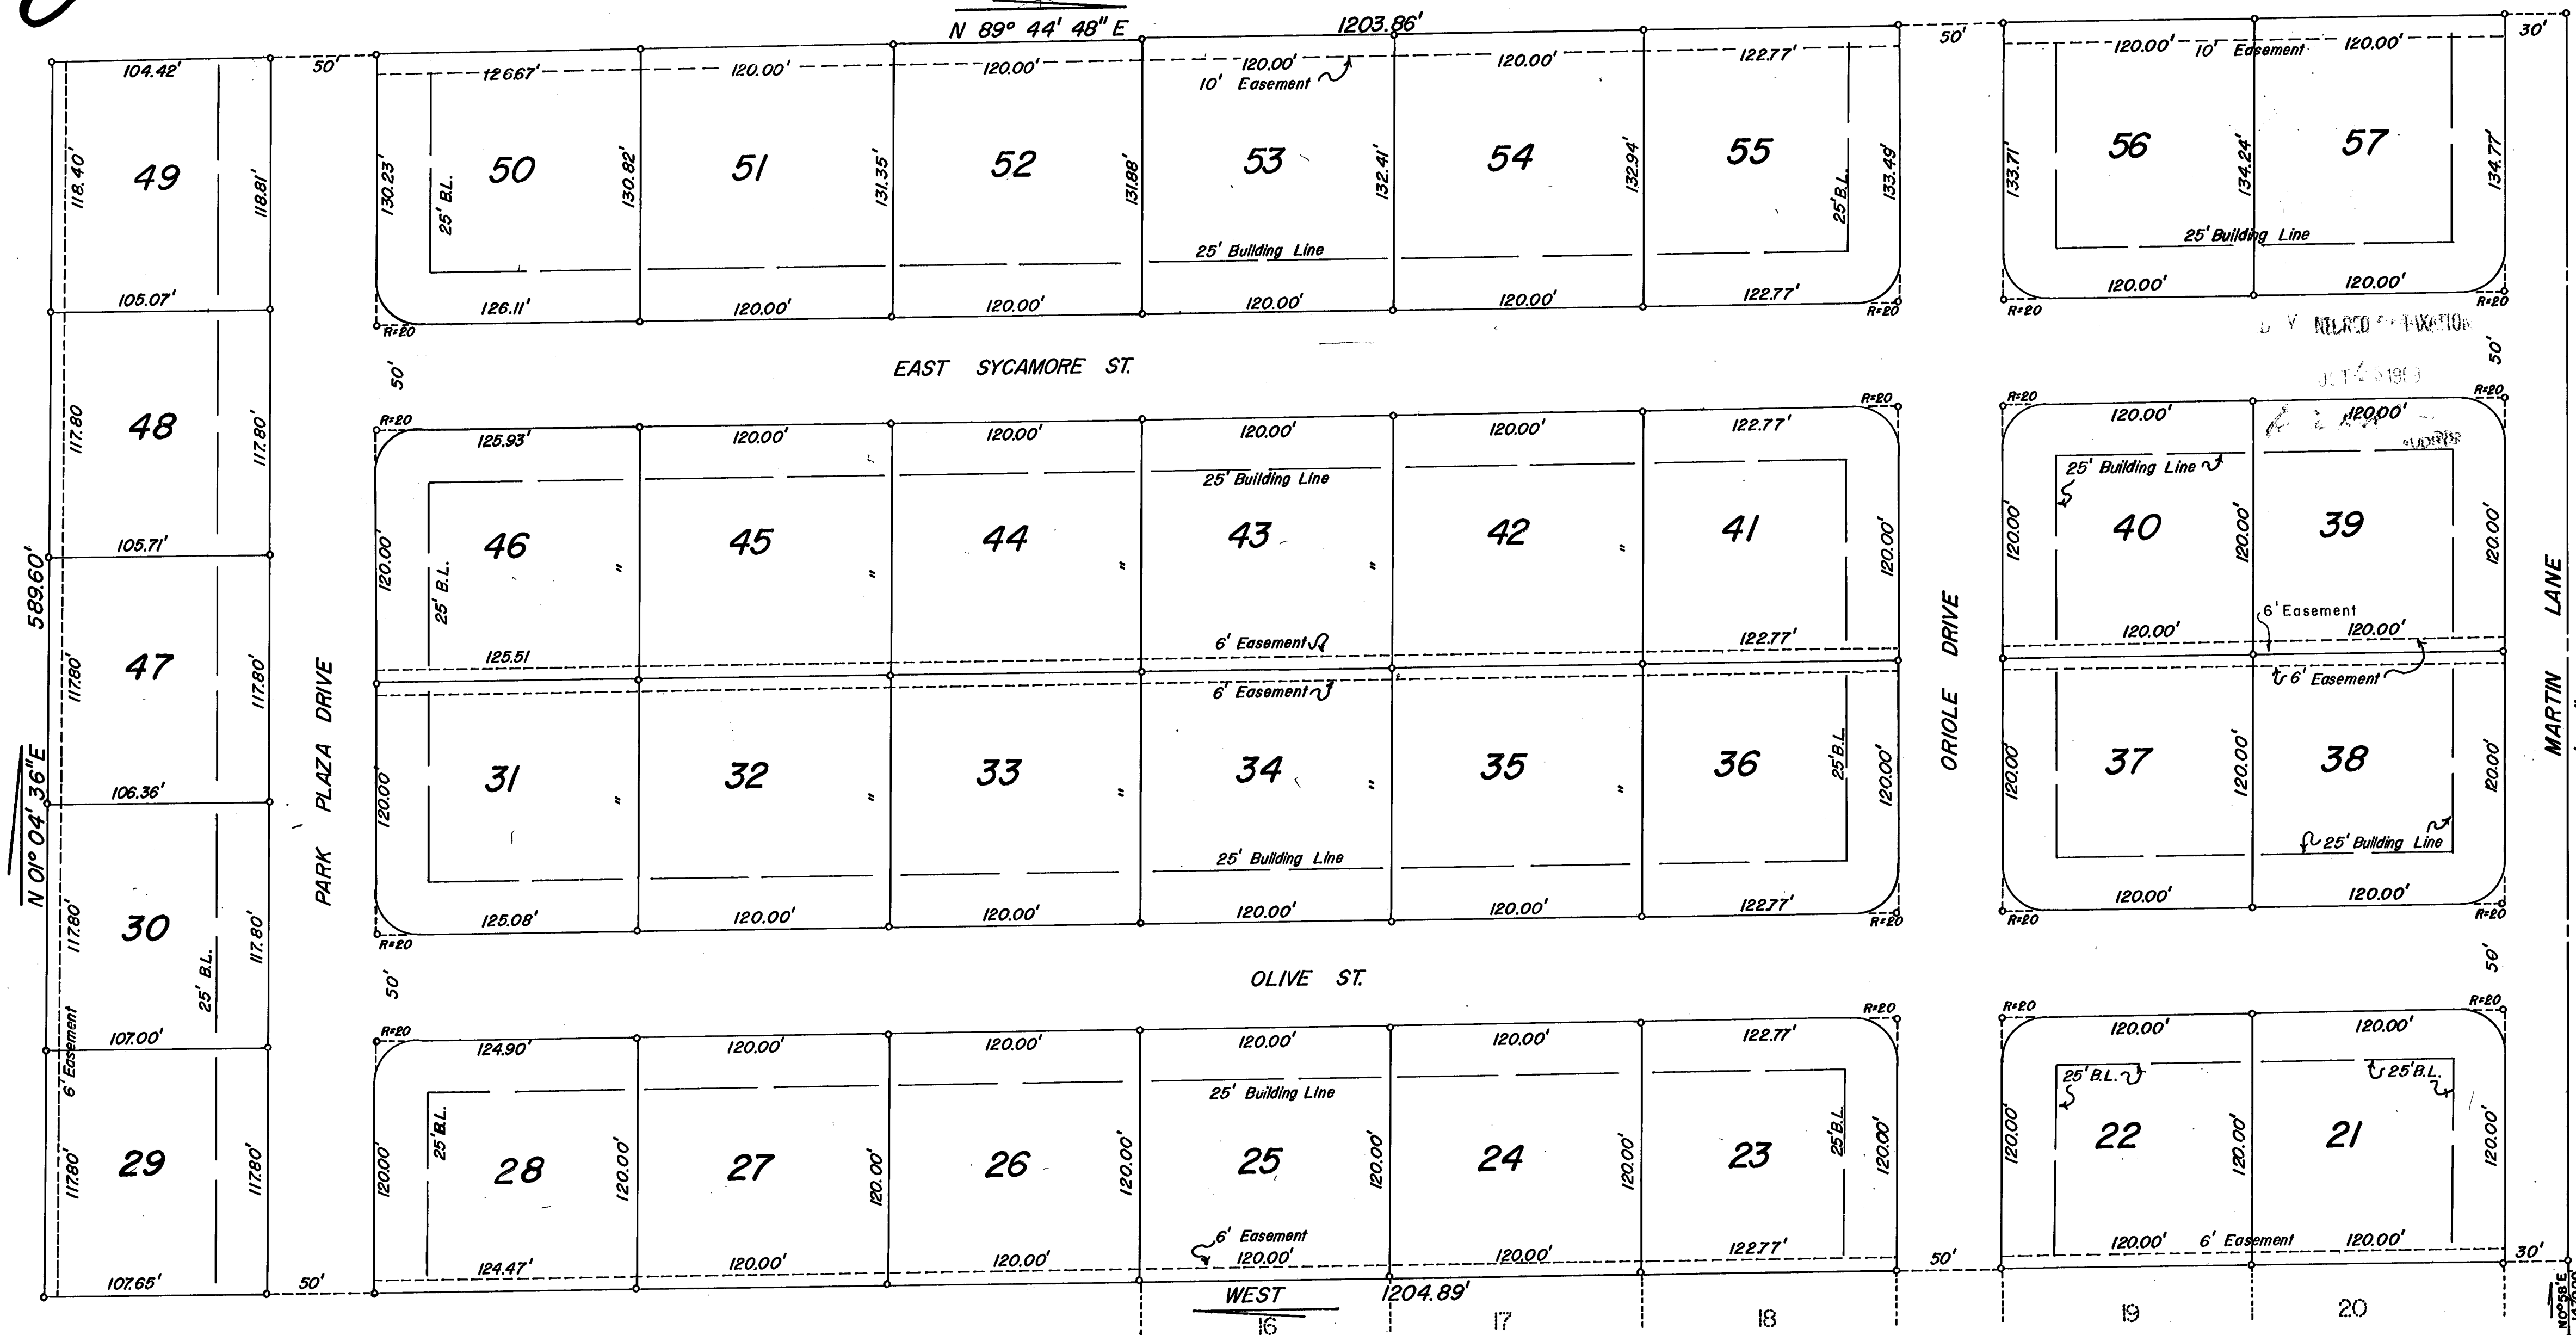 N 89° 44' 48" E 1203.86'
104.42' 50' 126.67' 120.00' 120.00' 120.00' 120.00' 122.77' 50' 120.00' 10' Easement 120.00' 30'
10' Easement
118.40' 49 118.81' 130.23' 25' B.L. 50 130.82' 51 131.35' 52 131.88' 53 132.41' 54 132.94' 55 25' B.L. 133.49' 133.71' 56 134.24' 57 134.77'
25' Building Line 25' Building Line
105.07' 126.11' 120.00' 120.00' 120.00' 120.00' 122.77' 120.00' 120.00'
R=20 R=20 R=20 R=20
50' EAST SYCAMORE ST. 50'
R=20 R=20 R=20 R=20
125.93' 120.00' 120.00' 120.00' 120.00' 122.77' 120.00' 120.00'
117.80 48 117.80'
25' Building Line 25' Building Line
105.71'
589.60'
120.00' 25' B.L. 46 " 45 " 44 " 43 " 42 " 41 120.00' 120.00' 40 120.00' 39 120.00'
6' Easement
125.51 6' Easement 122.77' 120.00' 120.00'
6' Easement 6' Easement
117.80' 47 117.80'
PARK PLAZA DRIVE
ORIOLE DRIVE
MARTIN LANE
N 01° 04' 36" E
106.36'
120.00' 31 " 32 " 33 " 34 " 35 " 36 25' B.L. 120.00' 120.00' 37 120.00' 38 120.00'
25' Building Line 25' Building Line
125.08' 120.00' 120.00' 120.00' 120.00' 122.77' 120.00' 120.00'
R=20 R=20 R=20 R=20
117.80' 30 25' B.L. 117.80'
50' OLIVE ST. 50'
107.00'
6' Easement
R=20 R=20 R=20 R=20
124.90' 120.00' 120.00' 120.00' 120.00' 122.77' 120.00' 120.00'
25' Building Line 25' B.L. 25' B.L.
117.80' 29 117.80' 120.00' 25' B.L. 28 120.00' 27 120.00' 26 120.00' 25 120.00' 24 120.00' 23 25' B.L. 120.00' 120.00' 22 120.00' 21 120.00'
6' Easement
124.47' 120.00' 120.00' 120.00' 120.00' 122.77' 120.00' 6' Easement 120.00'
107.65' 50' 50' 30'
WEST 1204.89'
16 17 18 19 20
N0°58'E